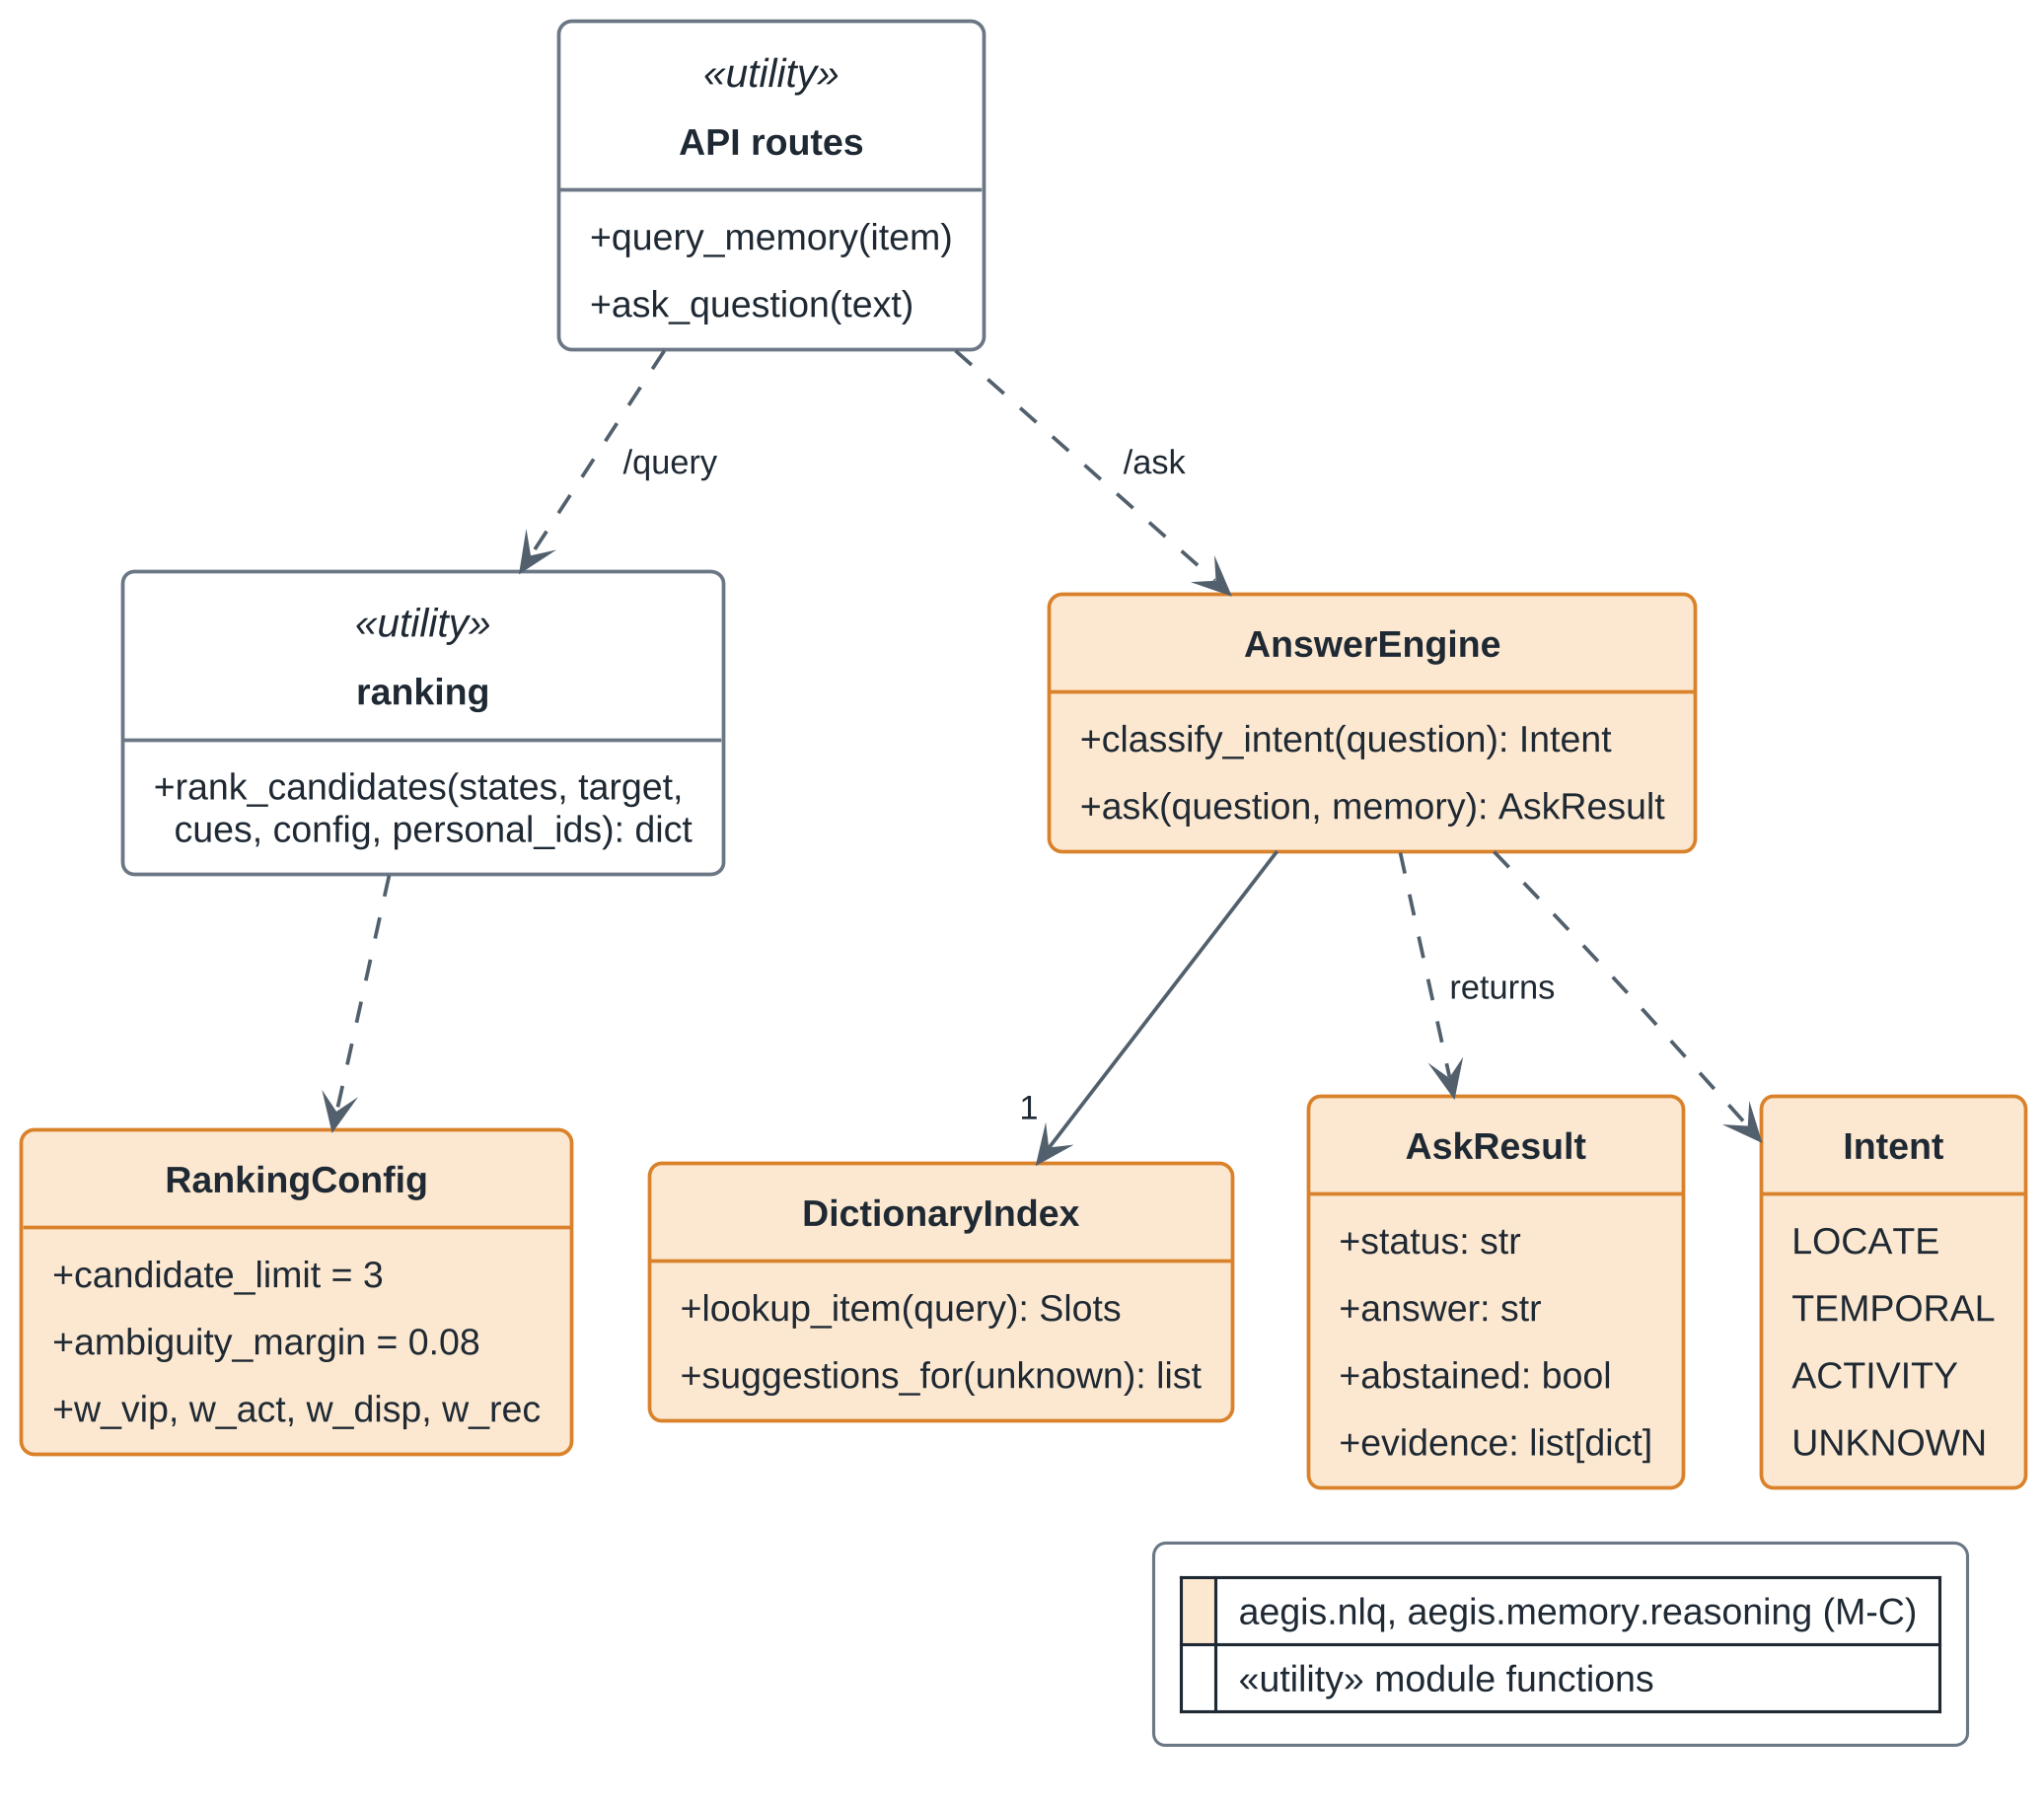 «utility»
API routes
+query_memory(item)
+ask_question(text)
/query
/ask
«utility»
ranking
+rank_candidates(states, target,
cues, config, personal_ids): dict
AnswerEngine
+classify_intent(question): Intent
+ask(question, memory): AskResult
returns
1
RankingConfig
+candidate_limit = 3
+ambiguity_margin = 0.08
+w_vip, w_act, w_disp, w_rec
DictionaryIndex
+lookup_item(query): Slots
+suggestions_for(unknown): list
AskResult
+status: str
+answer: str
+abstained: bool
+evidence: list[dict]
Intent
LOCATE
TEMPORAL
ACTIVITY
UNKNOWN
aegis.nlq, aegis.memory.reasoning (M-C)
«utility» module functions